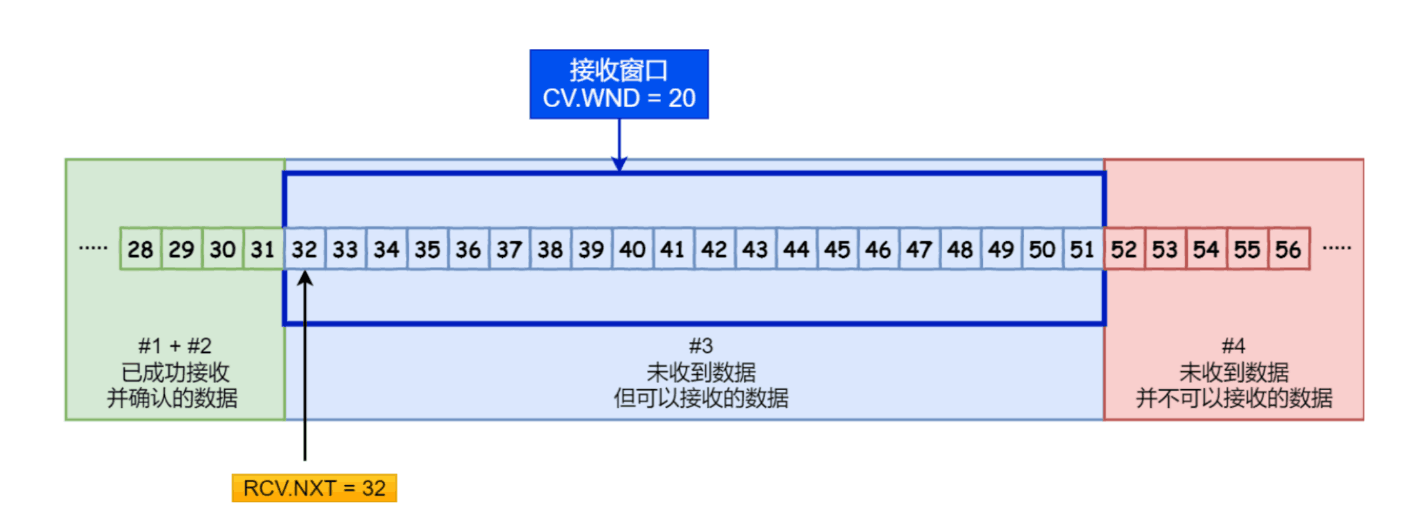 接收窗口
CV.WND = 20
····· 28 29 30 31 32 33 34 35 36 37 38 39 40 41 42 43 44 45 46 47 48 49 50 51 52 53 54 55 56 ·····
#1 + #2
已成功接收
并确认的数据
#3
未收到数据
但可以接收的数据
#4
未收到数据
并不可以接收的数据
RCV.NXT = 32